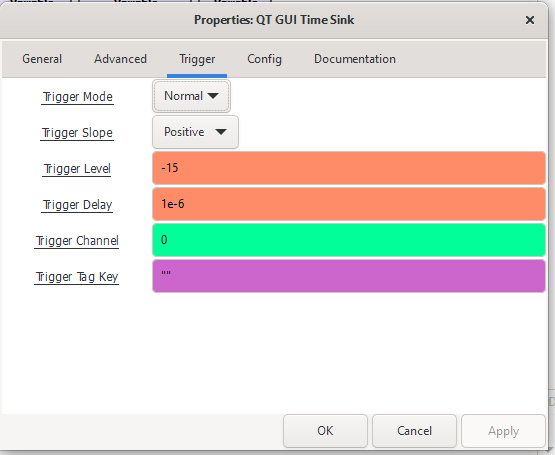 Properties: QT GUI Time Sink
General Advanced Trigger Config Documentation
Trigger Mode Normal
Trigger Slope Positive
Trigger Level -15
Trigger Delay 1e-6
Trigger Channel 0
Trigger Tag Key ""
OK Cancel Apply